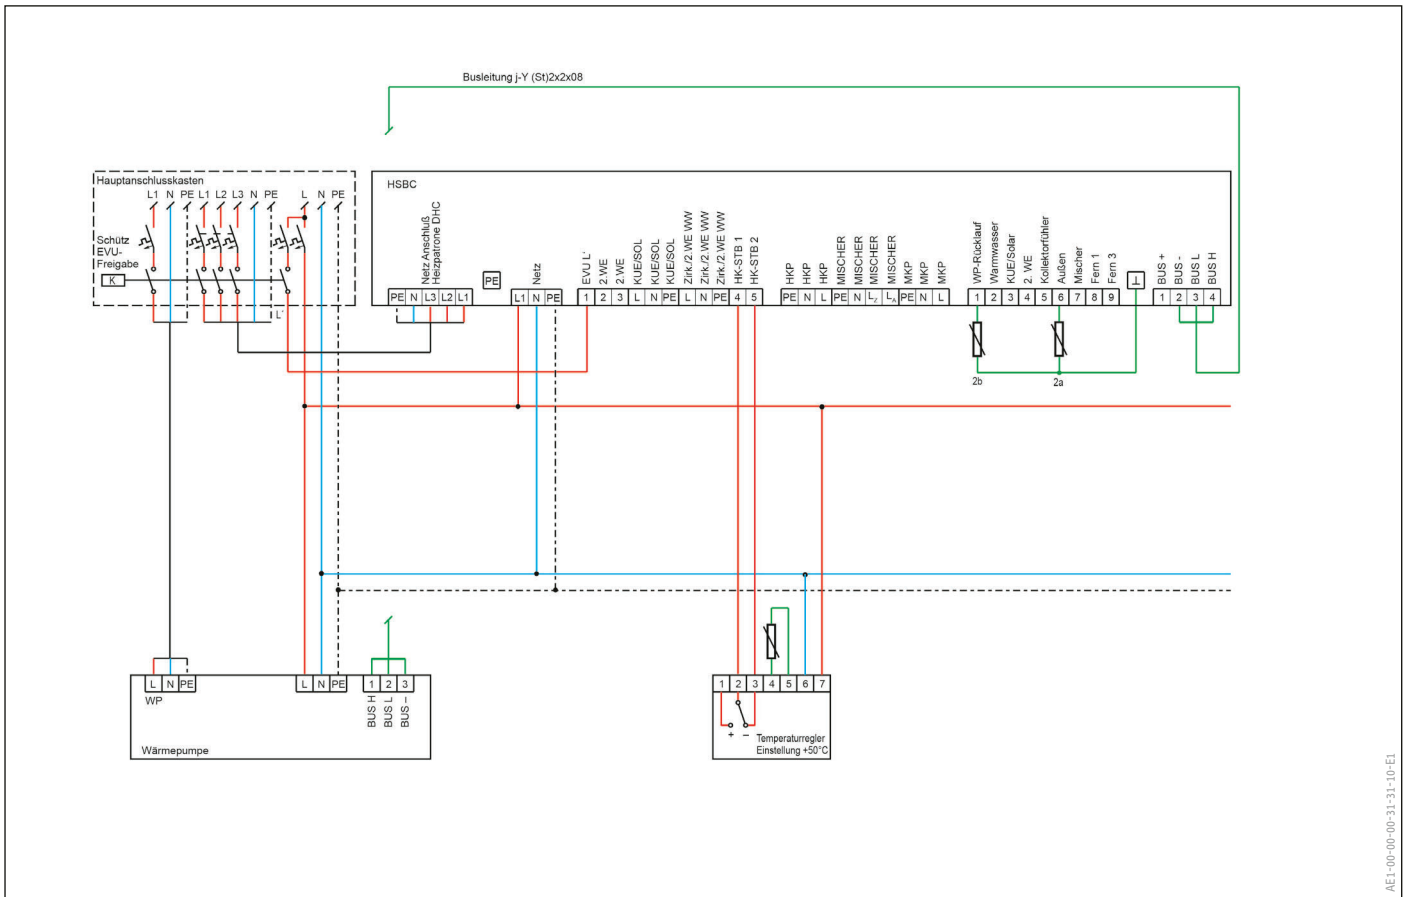 Busleitung j-Y (St)2x2x08
Hauptanschlusskasten
L1 N PE L1 L2 L3 N PE L N PE
Schütz
EVU-
Freigabe
K
L'
HSBC
Netz Anschluß
Heizpatrone DHC
PE N L3 L2 L1
PE
Netz
L1 N PE
EVU L'
2.WE
2.WE
KUE/SOL
KUE/SOL
KUE/SOL
Zirk./2.WE WW
Zirk./2.WE WW
Zirk./2.WE WW
HK-STB 1
HK-STB 2
1 2 3 L N PE L N PE 4 5
HKP
HKP
HKP
MISCHER
MISCHER
MISCHER
MISCHER
MKP
MKP
MKP
PE N L PE N LZ LA PE N L
WP-Rücklauf
Warmwasser
KUE/Solar
2. WE
Kollektorfühler
Außen
Mischer
Fern 1
Fern 3
1 2 3 4 5 6 7 8 9
BUS +
BUS -
BUS L
BUS H
1 2 3 4
2b
2a
L N PE
WP
L N PE
1 2 3
BUS H
BUS L
BUS –
Wärmepumpe
1 2 3 4 5 6 7
+ –
Temperaturregler
Einstellung +50°C
AE1-00-00-00-31-31-10-E1